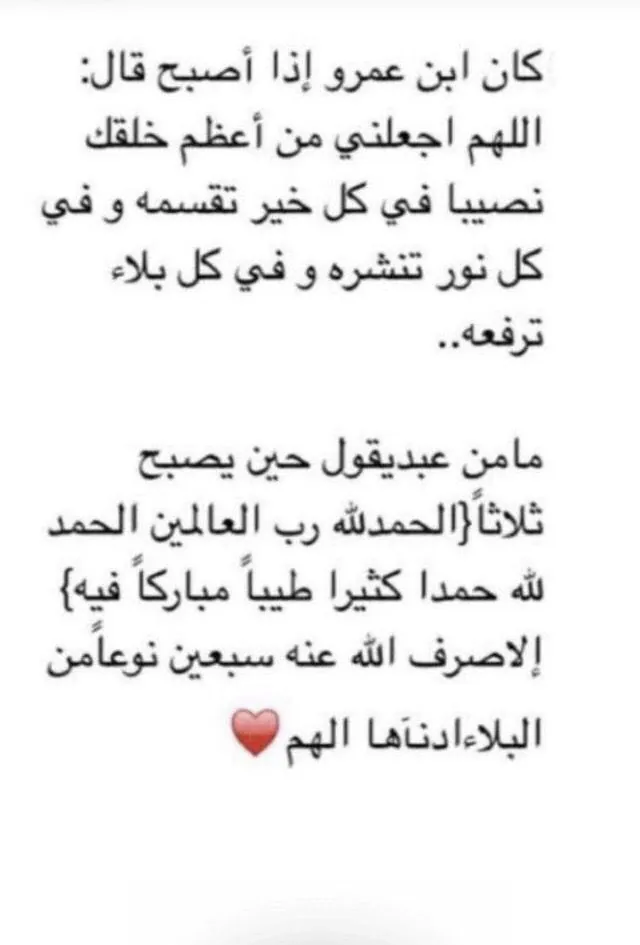 كان ابن عمرو إذا أصبح قال:
اللهم اجعلني من أعظم خلقك
نصيبا في كل خير تقسمه و في
كل نور تنشره و في كل بلاء
ترفعه..
مامن عبديقول حين يصبح
ثلاثاً{الحمدلله رب العالمين الحمد
لله حمدا كثيرا طيباً مباركاً فيه}
إلاصرف الله عنه سبعين نوعاًمن
البلاءادناَها الهم❤️